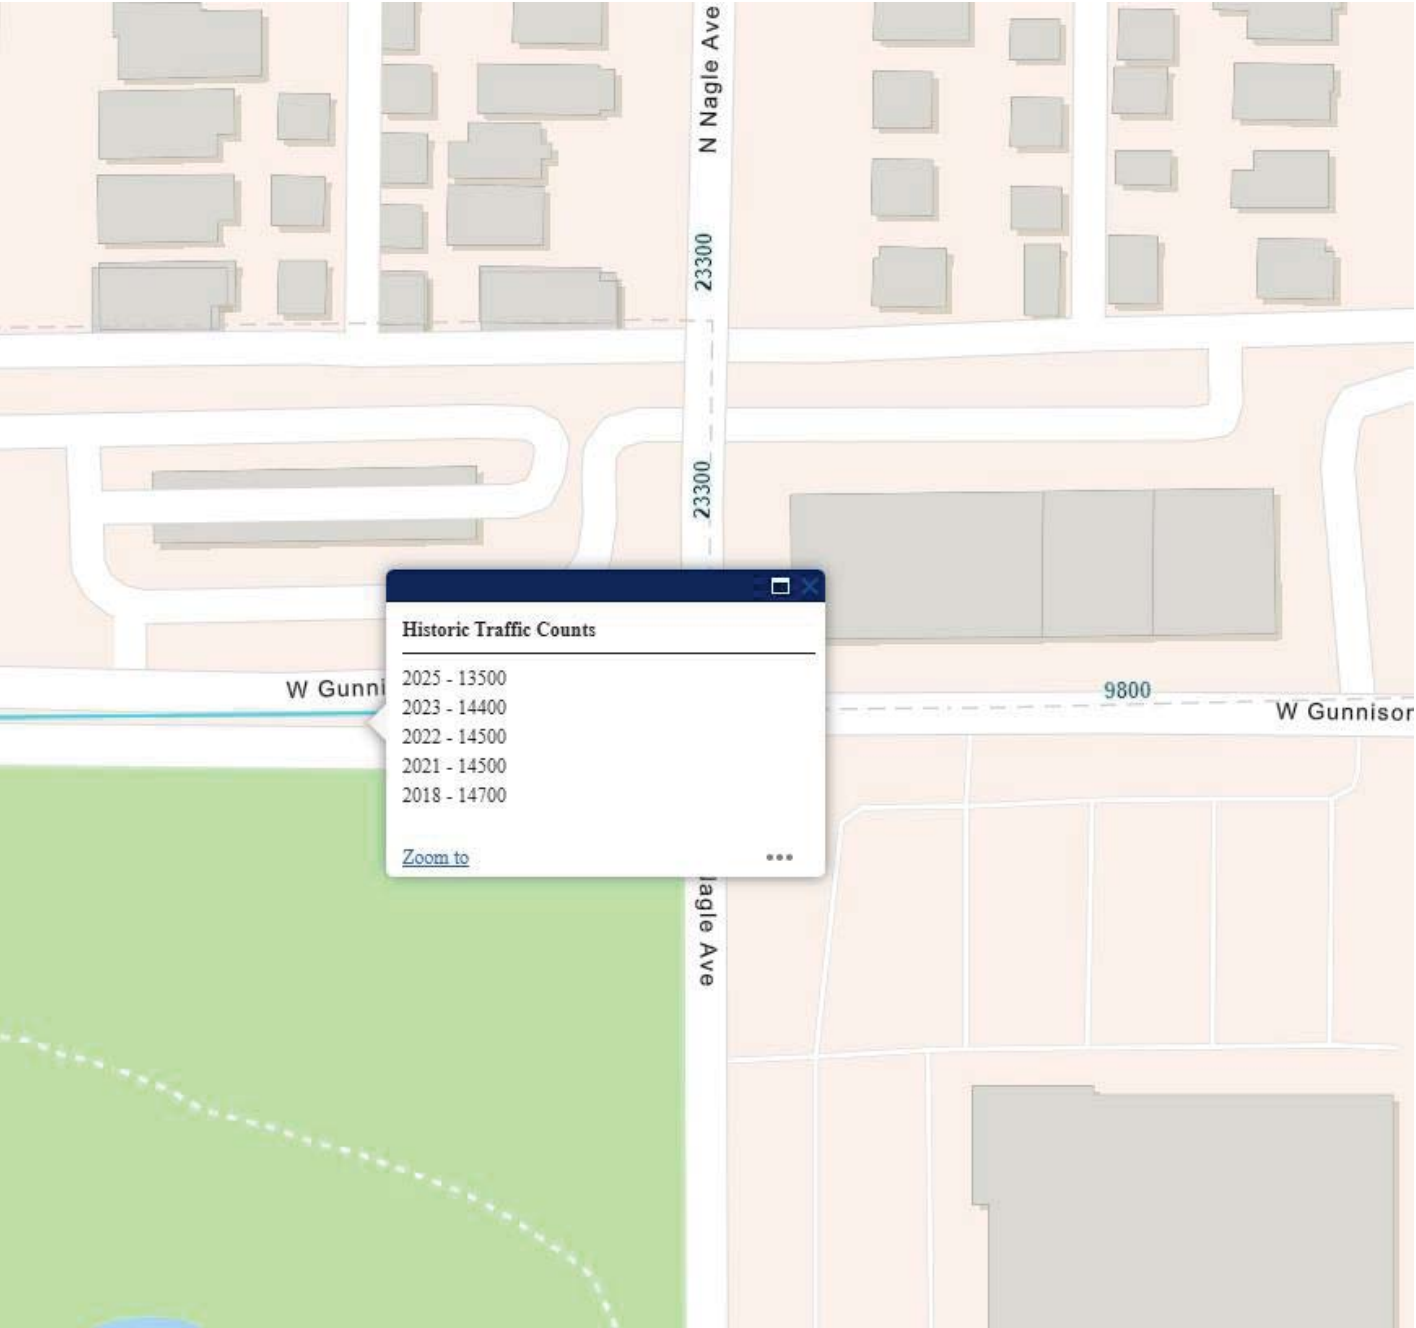 N Nagle Ave
23300
23300
Historic Traffic Counts
2025 - 13500
2023 - 14400
2022 - 14500
2021 - 14500
2018 - 14700
Zoom to
W Gunni
9800
W Gunnison
agle Ave